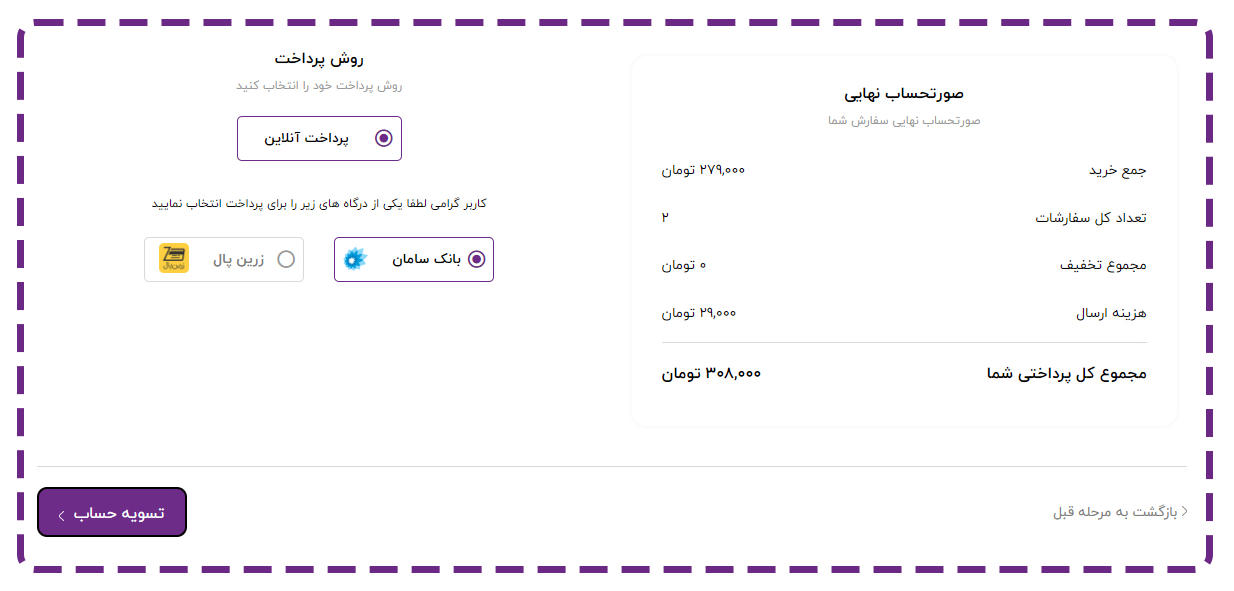 صورتحساب نهایی
صورتحساب نهایی سفارش شما
جمع خرید ۲۷۹,۰۰۰ تومان
تعداد کل سفارشات ۲
مجموع تخفیف ۰ تومان
هزینه ارسال ۲۹,۰۰۰ تومان
مجموع کل پرداختی شما ۳۰۸,۰۰۰ تومان
روش پرداخت
روش پرداخت خود را انتخاب کنید
پرداخت آنلاین
کاربر گرامی لطفا یکی از درگاه های زیر را برای پرداخت انتخاب نمایید
بانک سامان
زرین پال
زرین‌پال
بازگشت به مرحله قبل
تسویه حساب